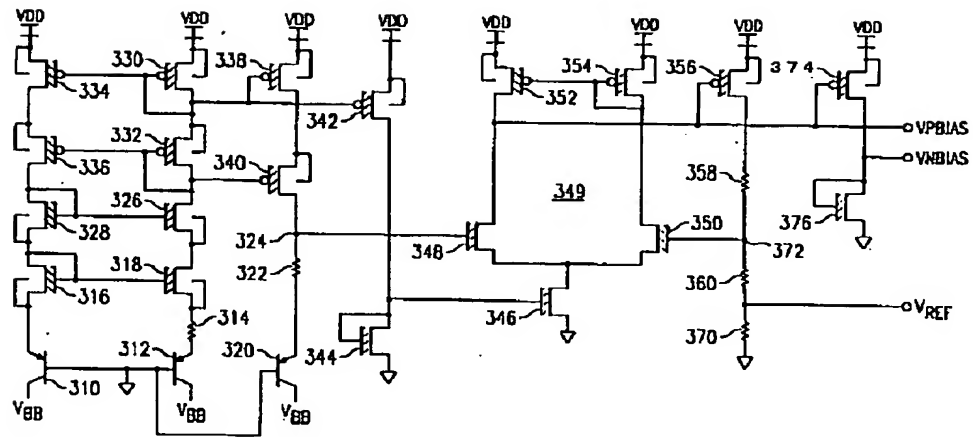 VDD VDD VDD VDD VDD VDD VDD VDD
330 338 354 356 374
334 342 352
332 VPBIAS
336 340 VNBIAS
326 358
349
328 324 350 376
348 372
318 322
316 360
314 346 VREF
312 320 344 370
310
VBB VBB VBB